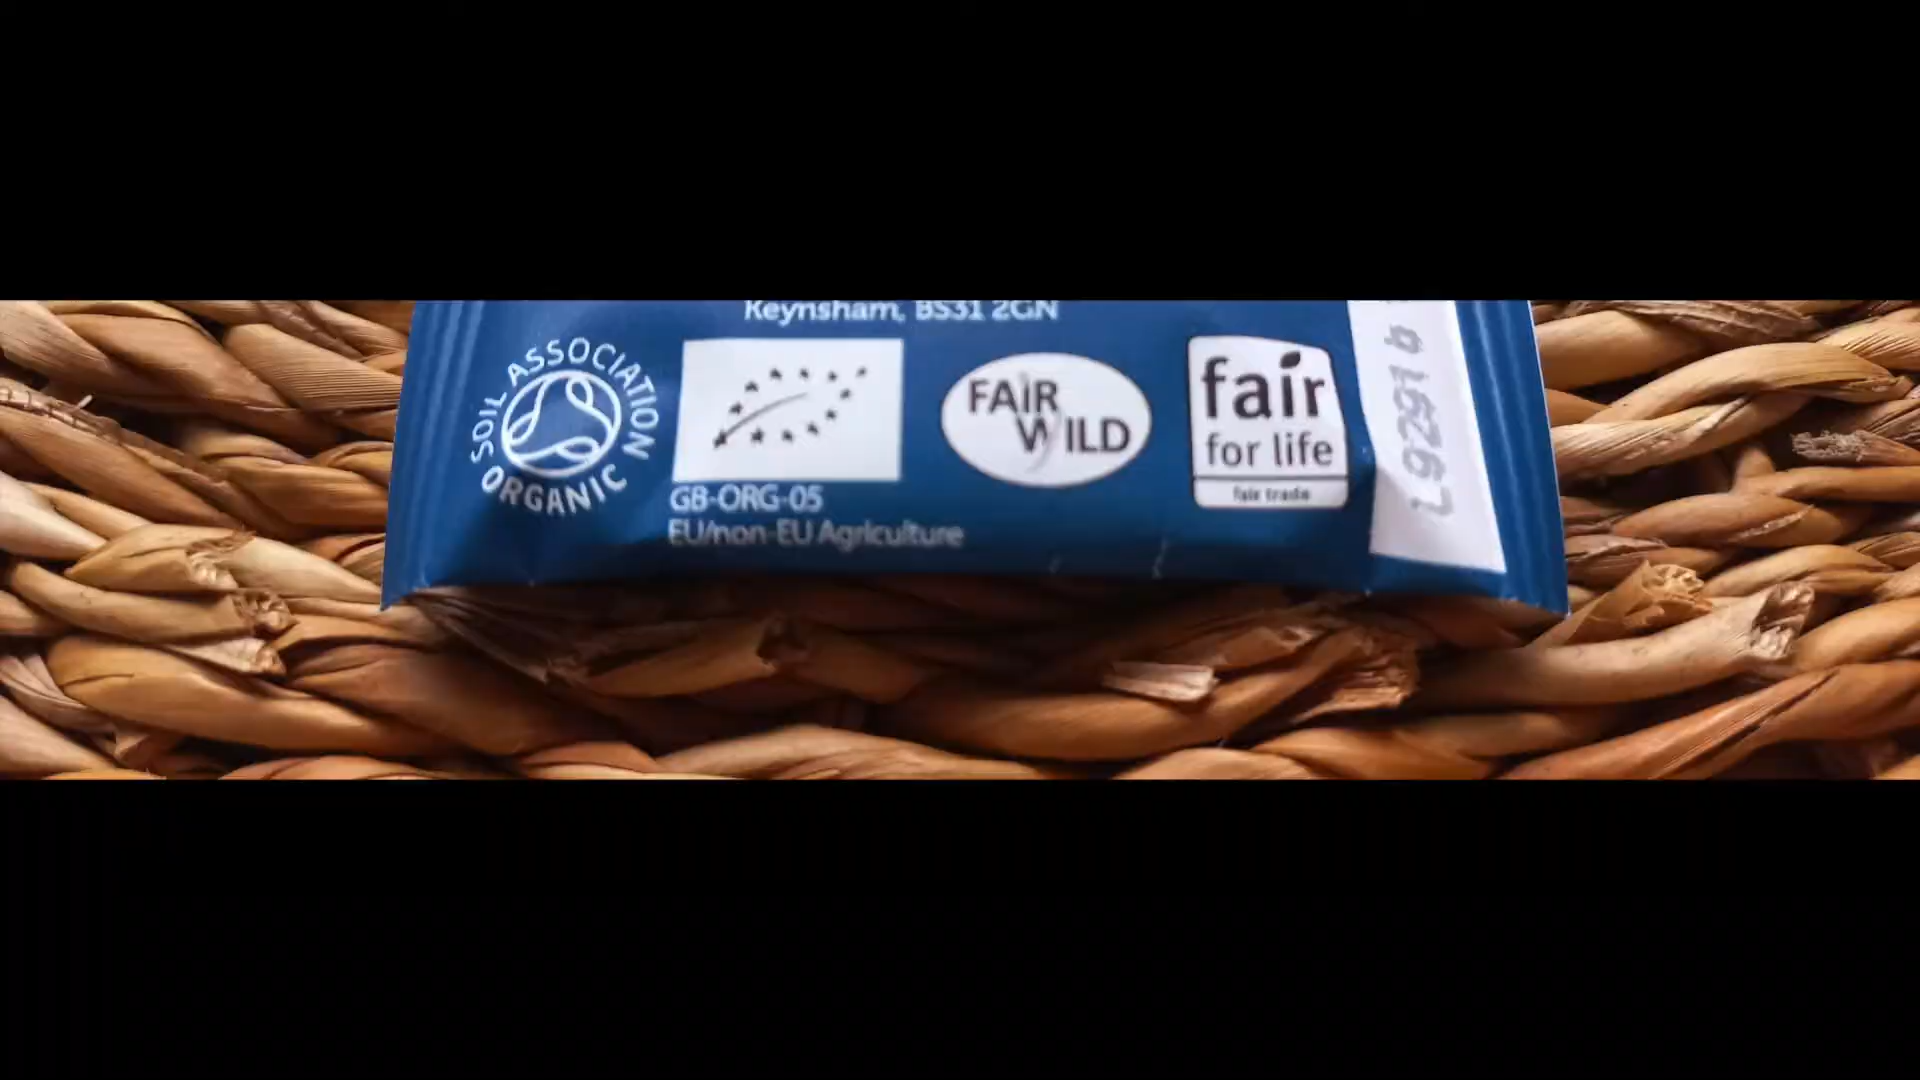 Keynsham, BS31 2GN
SOIL ASSOCIATION
ORGANIC
GB-ORG-05
EU/non-EU Agriculture
FAIR
WILD
fair
for life
fair trade